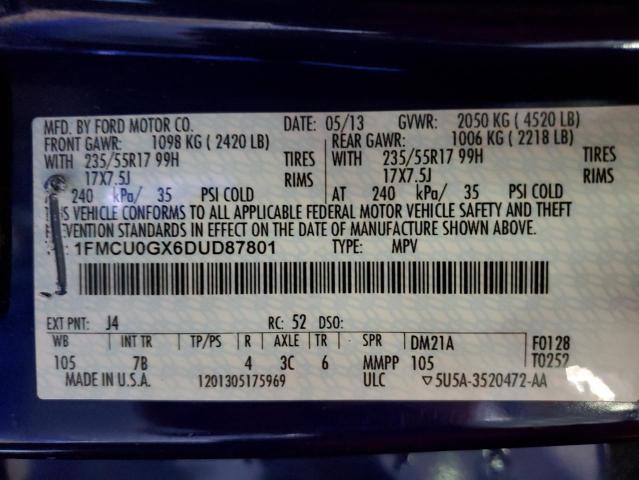 MFD. BY FORD MOTOR CO. DATE: 05/13 GVWR: 2050 KG ( 4520 LB)
FRONT GAWR: 1098 KG ( 2420 LB) REAR GAWR: 1006 KG ( 2218 LB)
WITH 235/55R17 99H TIRES WITH 235/55R17 99H TIRES
17X7.5J RIMS 17X7.5J RIMS
240 kPa/ 35 PSI COLD AT 240 kPa/ 35 PSI COLD
VEHICLE CONFORMS TO ALL APPLICABLE FEDERAL MOTOR VEHICLE SAFETY AND THEFT
STANDARDS IN EFFECT ON THE DATE OF MANUFACTURE SHOWN ABOVE.
1FMCU0GX6DUD87801 TYPE: MPV
EXT PNT: J4 RC: 52 DSO:
WB INT TR TP/PS R AXLE TR SPR DM21A F0128
105 7B 4 3C 6 MMPP 105 T0252
MADE IN U.S.A. 1201305175969 ULC ▽5U5A-3520472-AA